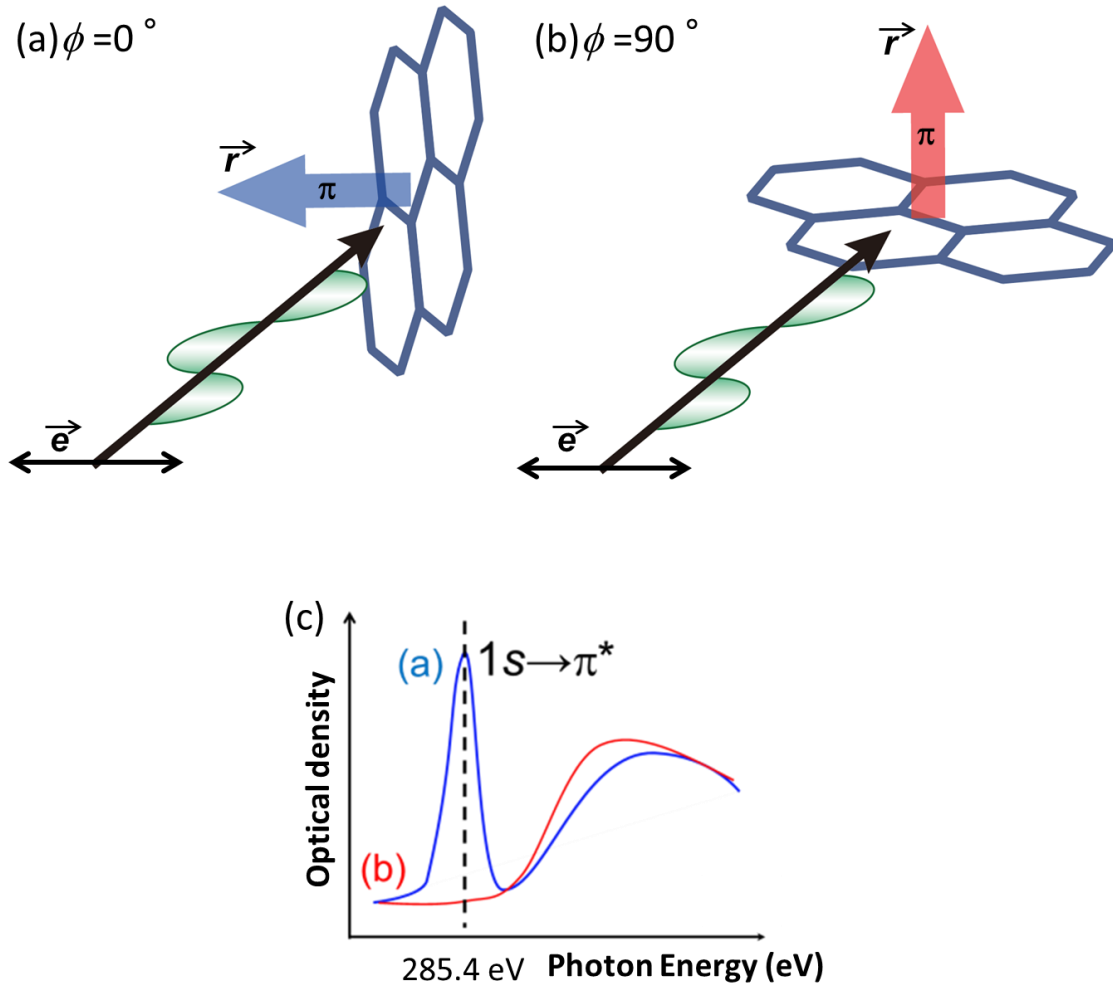 (a) ϕ =0 °
r
π
e
(b) ϕ =90 °
r
π
e
(c)
(a) 1s→π*
(b)
Optical density
285.4 eV Photon Energy (eV)